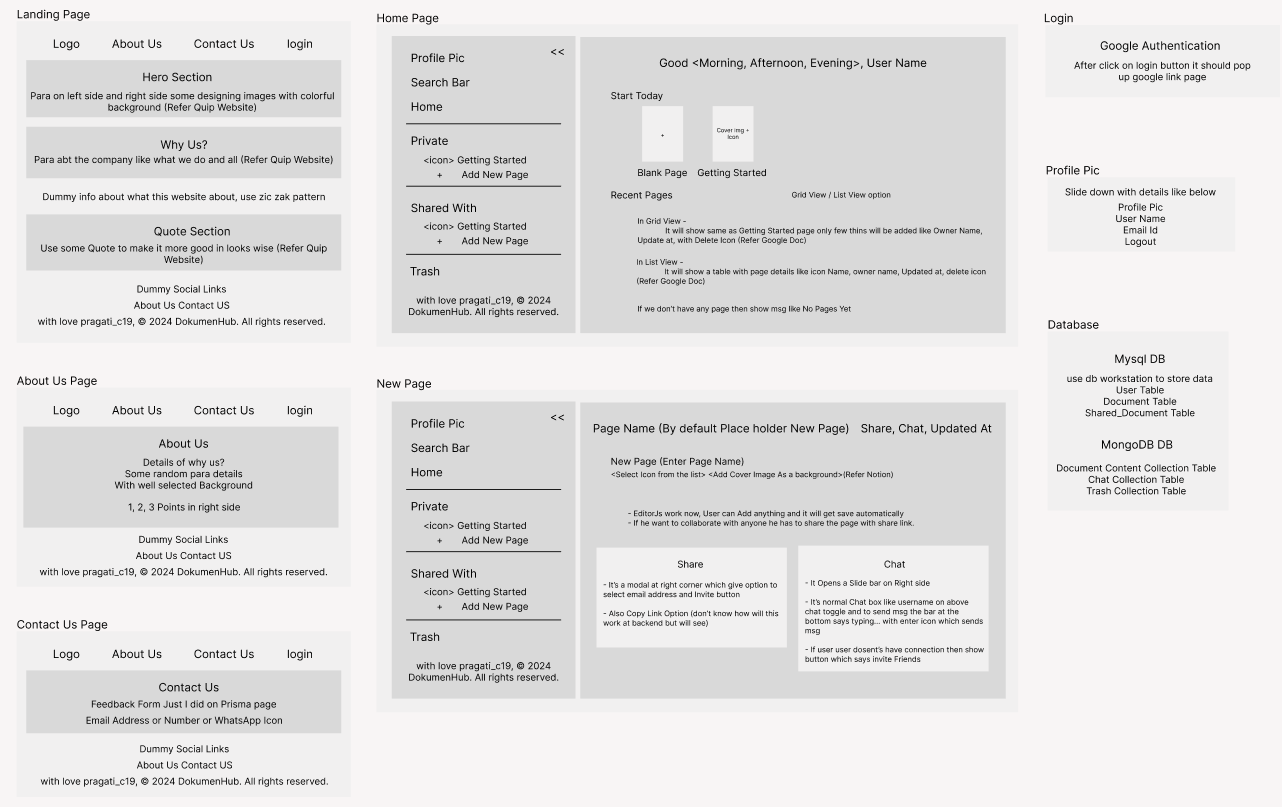 Landing Page
Logo About Us Contact Us login
Hero Section
Para on left side and right side some designing images with colorful
background (Refer Quip Website)
Why Us?
Para abt the company like what we do and all (Refer Quip Website)
Dummy info about what this website about, use zic zak pattern
Quote Section
Use some Quote to make it more good in looks wise (Refer Quip
Website)
Dummy Social Links
About Us Contact US
with love pragati_c19, © 2024 DokumenHub. All rights reserved.
About Us Page
Logo About Us Contact Us login
About Us
Details of why us?
Some random para details
With well selected Background
1, 2, 3 Points in right side
Dummy Social Links
About Us Contact US
with love pragati_c19, © 2024 DokumenHub. All rights reserved.
Contact Us Page
Logo About Us Contact Us login
Contact Us
Feedback Form Just I did on Prisma page
Email Address or Number or WhatsApp Icon
Dummy Social Links
About Us Contact US
with love pragati_c19, © 2024 DokumenHub. All rights reserved.
Home Page
Profile Pic <<
Search Bar
Home
Private
<icon> Getting Started
+ Add New Page
Shared With
<icon> Getting Started
+ Add New Page
Trash
with love pragati_c19, © 2024
DokumenHub. All rights reserved.
Good <Morning, Afternoon, Evening>, User Name
Start Today
+
Cover img +
Icon
Blank Page Getting Started
Recent Pages Grid View / List View option
In Grid View -
It will show same as Getting Started page only few thins will be added like Owner Name,
Update at, with Delete Icon (Refer Google Doc)
In List View -
It will show a table with page details like icon Name, owner name, Updated at, delete icon
(Refer Google Doc)
If we don't have any page then show msg like No Pages Yet
New Page
Profile Pic <<
Search Bar
Home
Private
<icon> Getting Started
+ Add New Page
Shared With
<icon> Getting Started
+ Add New Page
Trash
with love pragati_c19, © 2024
DokumenHub. All rights reserved.
Page Name (By default Place holder New Page) Share, Chat, Updated At
New Page (Enter Page Name)
<Select Icon from the list> <Add Cover Image As a background>(Refer Notion)
- EditorJs work now, User can Add anything and it will get save automatically
- If he want to collaborate with anyone he has to share the page with share link.
Share
- It's a modal at right corner which give option to
select email address and Invite button
- Also Copy Link Option (don't know how will this
work at backend but will see)
Chat
- It Opens a Slide bar on Right side
- It's normal Chat box like username on above
chat toggle and to send msg the bar at the
bottom says typing... with enter icon which sends
msg
- If user user dosent's have connection then show
button which says invite Friends
Login
Google Authentication
After click on login button it should pop
up google link page
Profile Pic
Slide down with details like below
Profile Pic
User Name
Email Id
Logout
Database
Mysql DB
use db workstation to store data
User Table
Document Table
Shared_Document Table
MongoDB DB
Document Content Collection Table
Chat Collection Table
Trash Collection Table